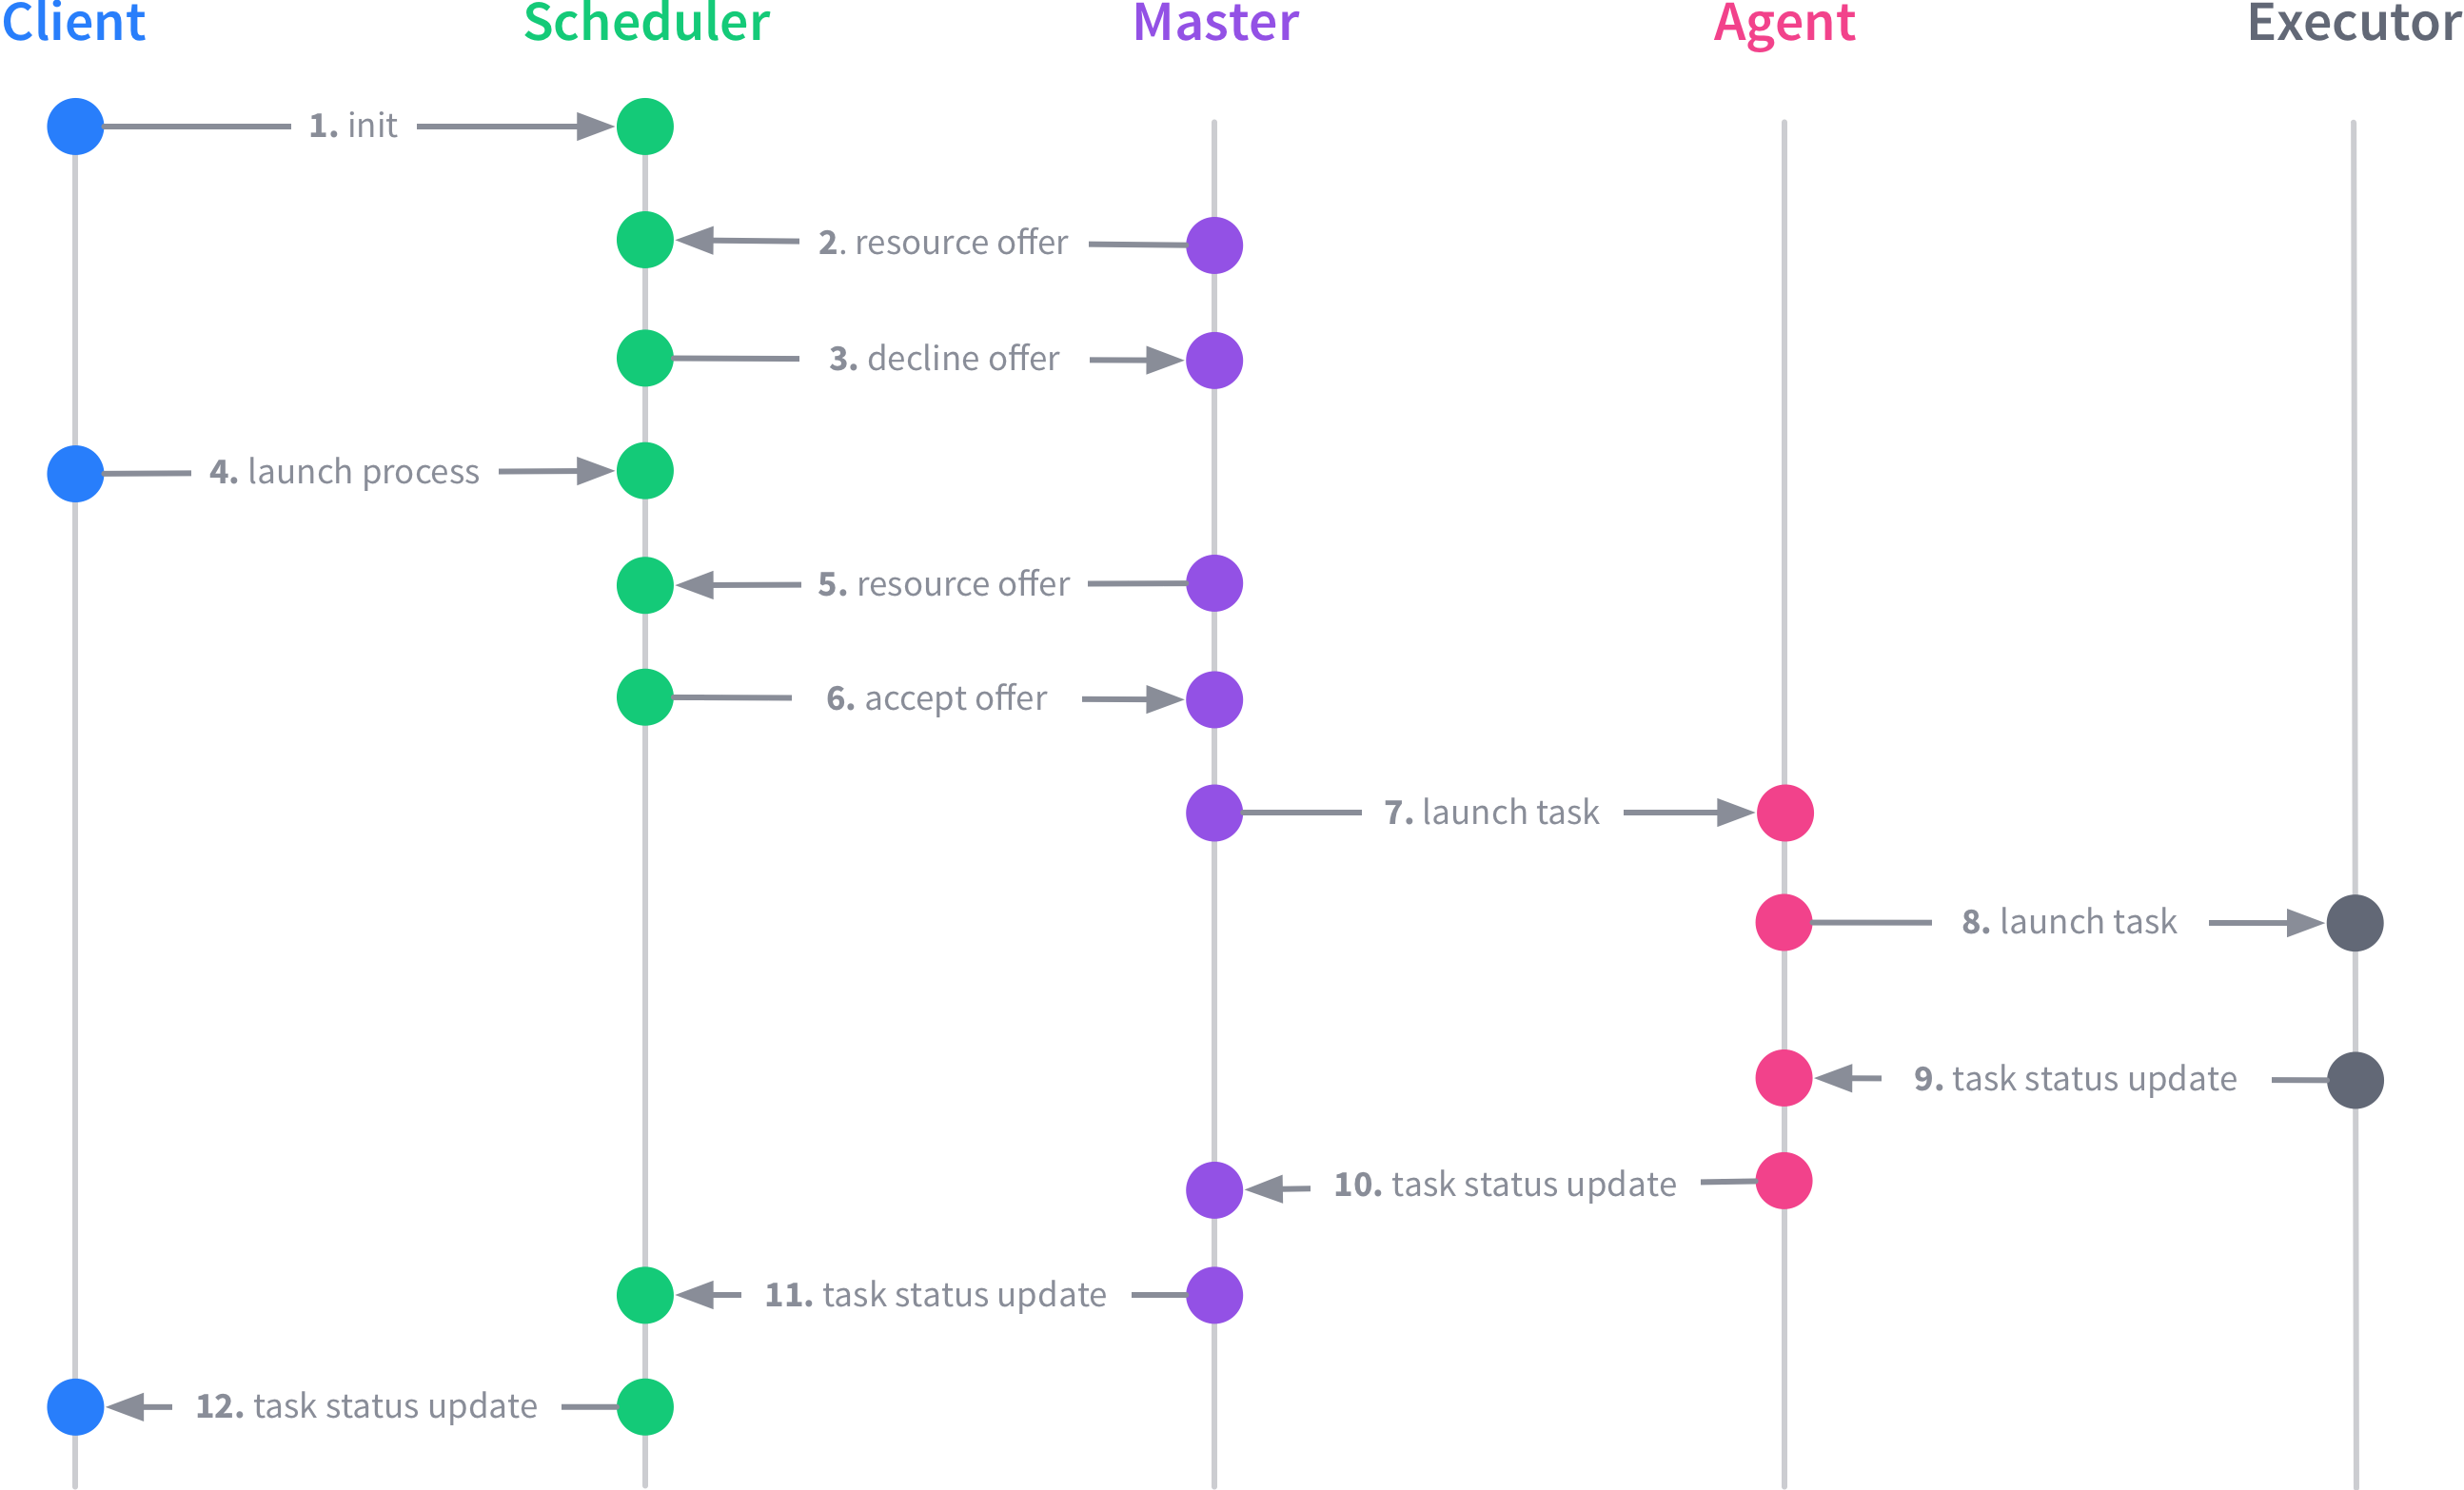 Client Scheduler Master Agent Executor
1. init
2. resource offer
3. decline offer
4. launch process
5. resource offer
6. accept offer
7. launch task
8. launch task
9. task status update
10. task status update
11. task status update
12. task status update